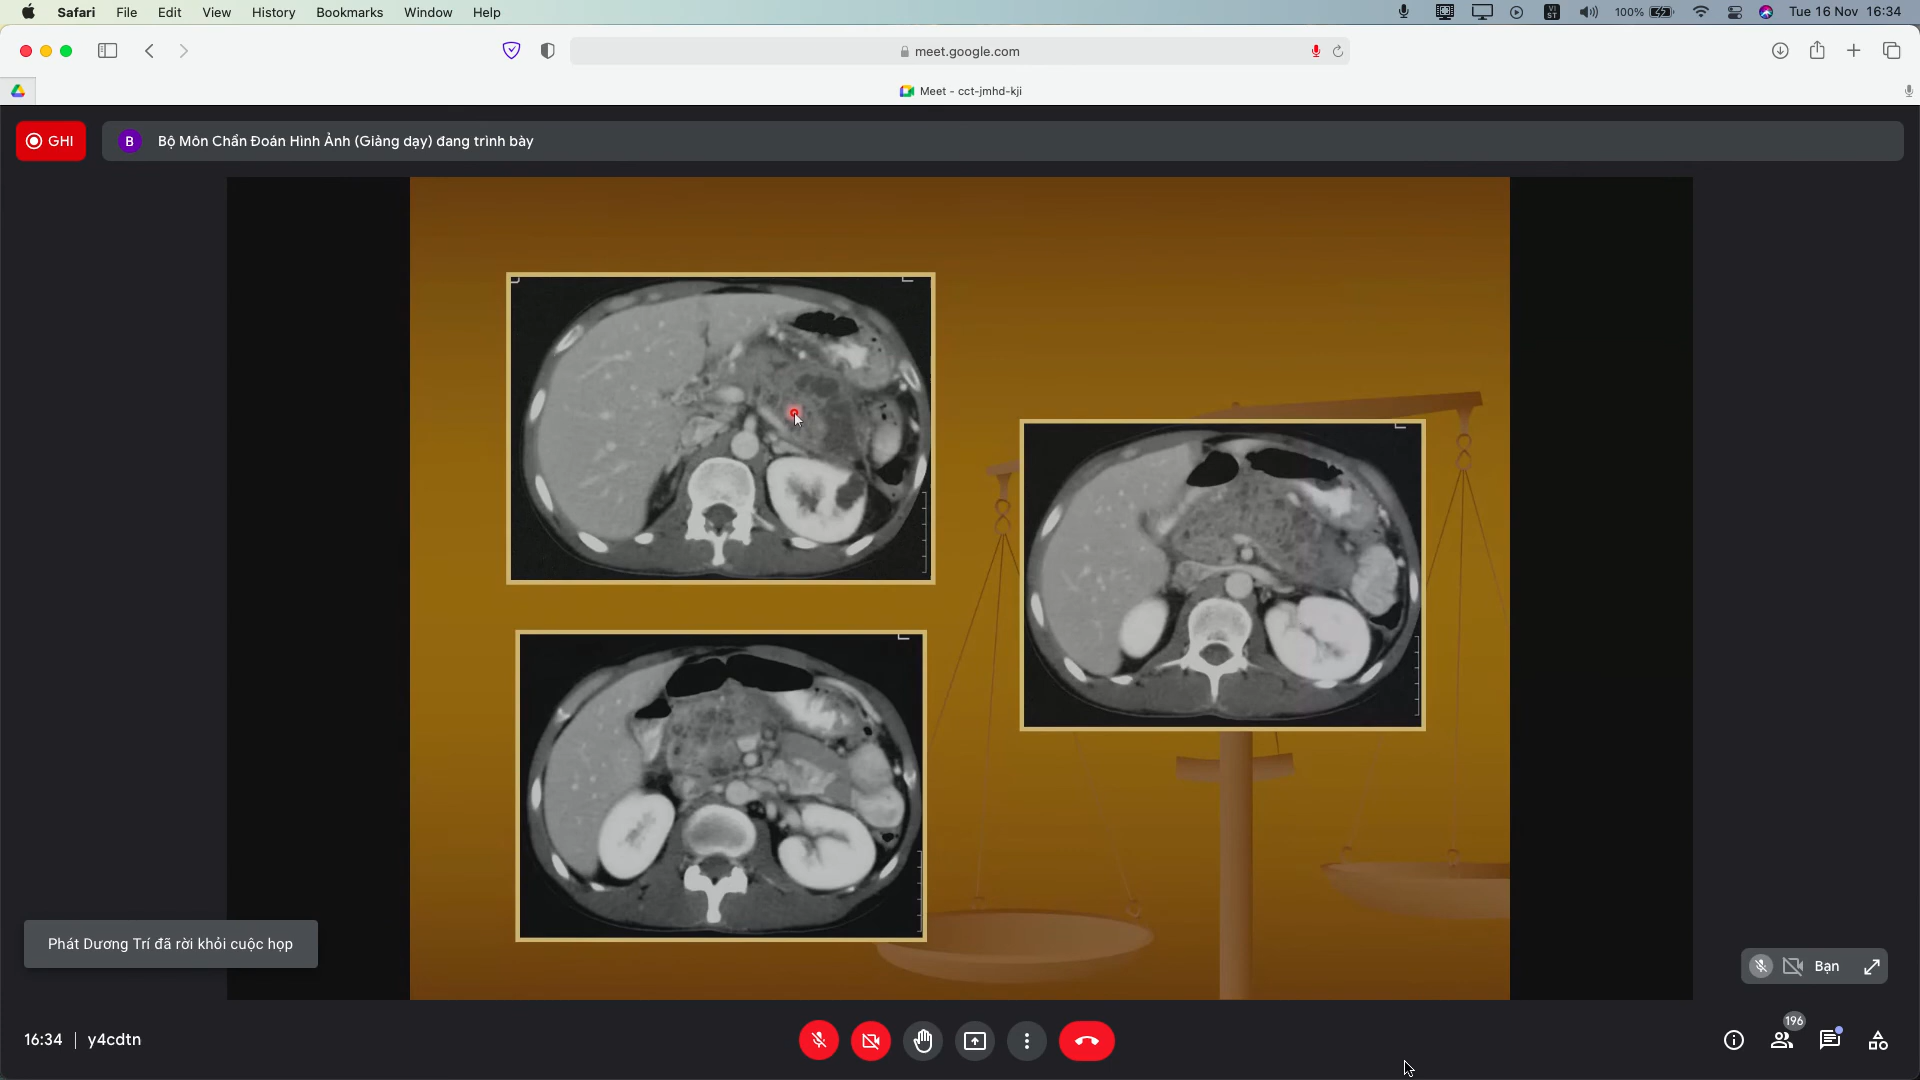 Safari File Edit View History Bookmarks Window Help
VI
ST
100%
Tue 16 Nov 16:34
meet.google.com
Meet - cct-jmhd-kji
GHI
B
Bộ Môn Chẩn Đoán Hình Ảnh (Giảng dạy) đang trình bày
Phát Dương Trí đã rời khỏi cuộc họp
Bạn
16:34 | y4cdtn
196